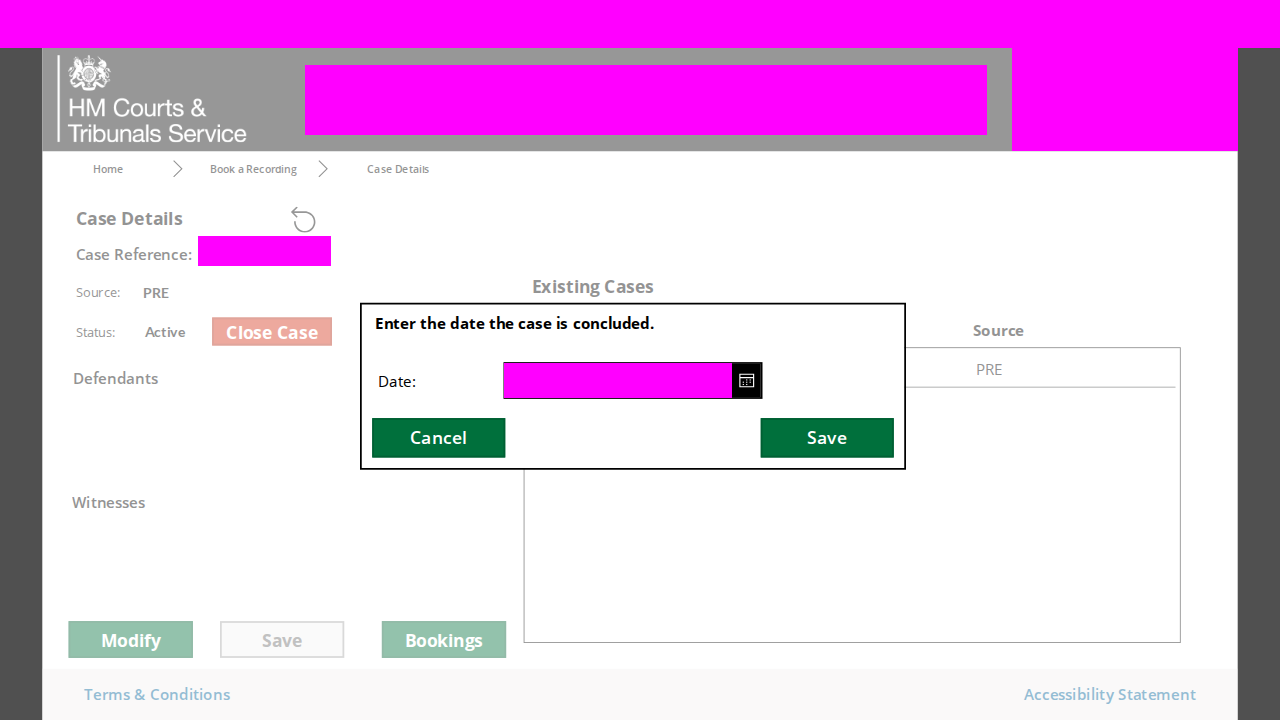 HM Courts &
Tribunals Service
Home
Book a Recording
Case Details
Case Details
Case Reference:
Source: PRE
Status: Active
Close Case
Defendants
Witnesses
Existing Cases
Source
PRE
Enter the date the case is concluded.
Date:
Cancel
Save
Modify
Save
Bookings
Terms & Conditions
Accessibility Statement